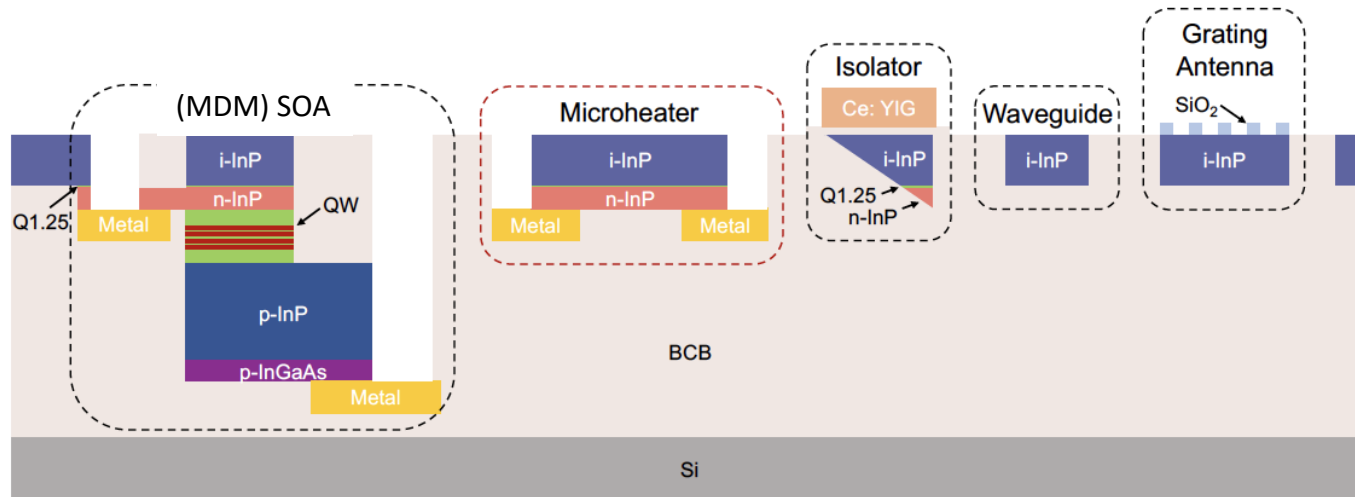 (MDM) SOA
i-InP
n-InP
Q1.25
Metal
QW
p-InP
p-InGaAs
Metal
Microheater
i-InP
n-InP
Metal
Metal
Isolator
Ce: YIG
i-InP
Q1.25
n-InP
Waveguide
i-InP
Grating
Antenna
SiO₂
i-InP
BCB
Si